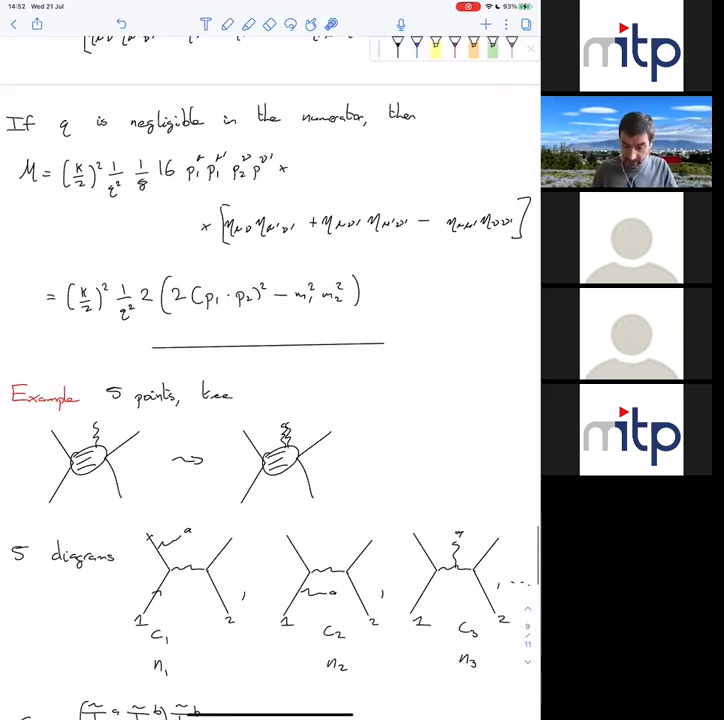 14:52 Wed 21 Jul
93%
If q is negligible in the numerator, then
M = (κ/2)² 1/q² 1/8 16 p₁^μ p₁^μ' p₂^ν p^ν' ×
× [η_μν η_μ'ν' + η_μν' η_μ'ν - η_μμ' η_νν']
= (κ/2)² 1/q² 2 (2 (p₁ · p₂)² - m₁² m₂²)
Example 5 points, tree
5 diagrams
a
a
a
, , , ...
1 2 1 2 1 2
C₁ C₂ C₃
n₁ n₂ n₃
9 / 11
mitp
mitp